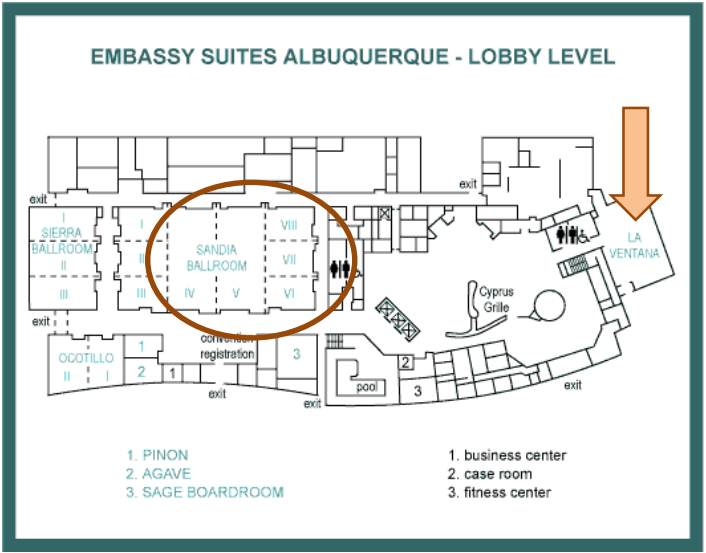 EMBASSY SUITES ALBUQUERQUE - LOBBY LEVEL
exit
exit
I
SIERRA
BALLROOM
II
III
exit
I
II
III
SANDIA
BALLROOM
IV
V
VIII
VII
VI
LA
VENTANA
Cyprus
Grille
convention
registration
OCOTILLO
II
I
1
2
1
3
exit
exit
pool
2
3
exit
1. PINON
2. AGAVE
3. SAGE BOARDROOM
1. business center
2. case room
3. fitness center